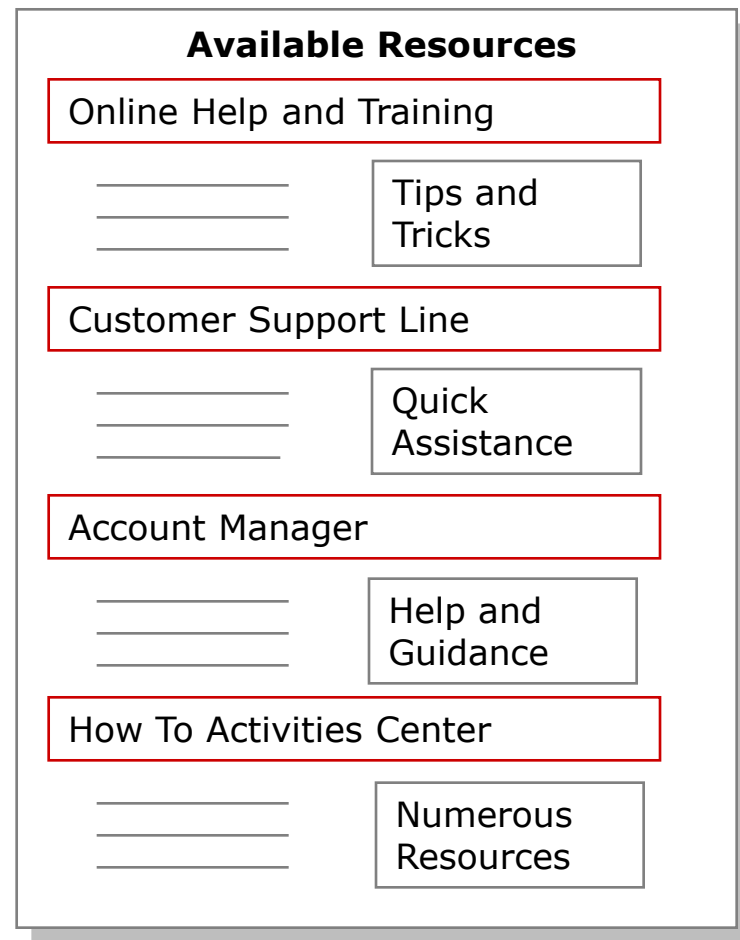 Available Resources
Online Help and Training
Tips and
Tricks
Customer Support Line
Quick
Assistance
Account Manager
Help and
Guidance
How To Activities Center
Numerous
Resources